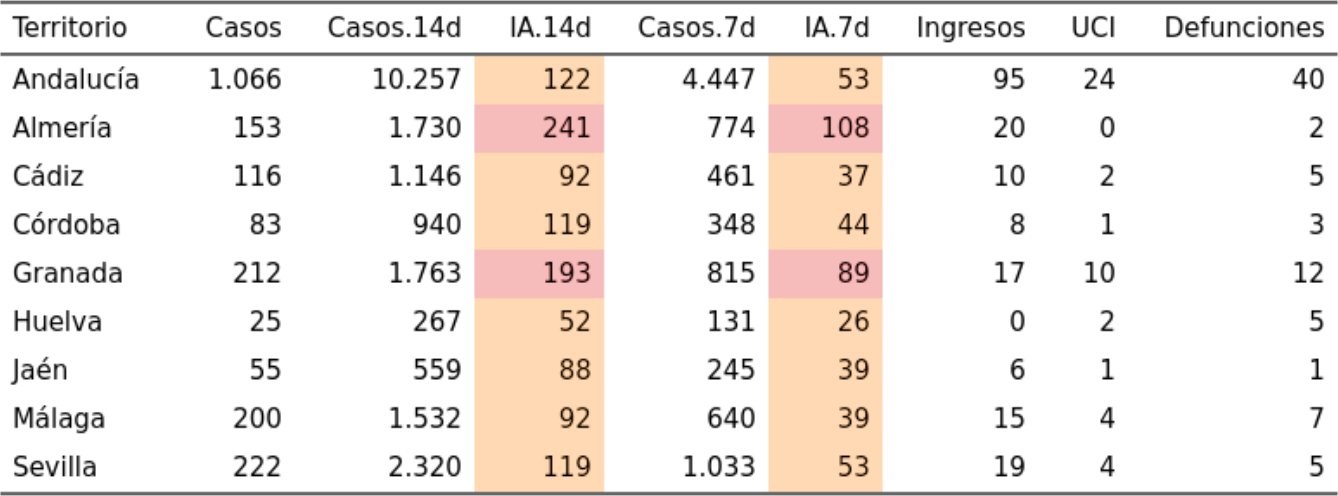 Territorio Casos Casos.14d IA.14d Casos.7d IA.7d Ingresos UCI Defunciones
Andalucía 1.066 10.257 122 4.447 53 95 24 40
Almería 153 1.730 241 774 108 20 0 2
Cádiz 116 1.146 92 461 37 10 2 5
Córdoba 83 940 119 348 44 8 1 3
Granada 212 1.763 193 815 89 17 10 12
Huelva 25 267 52 131 26 0 2 5
Jaén 55 559 88 245 39 6 1 1
Málaga 200 1.532 92 640 39 15 4 7
Sevilla 222 2.320 119 1.033 53 19 4 5